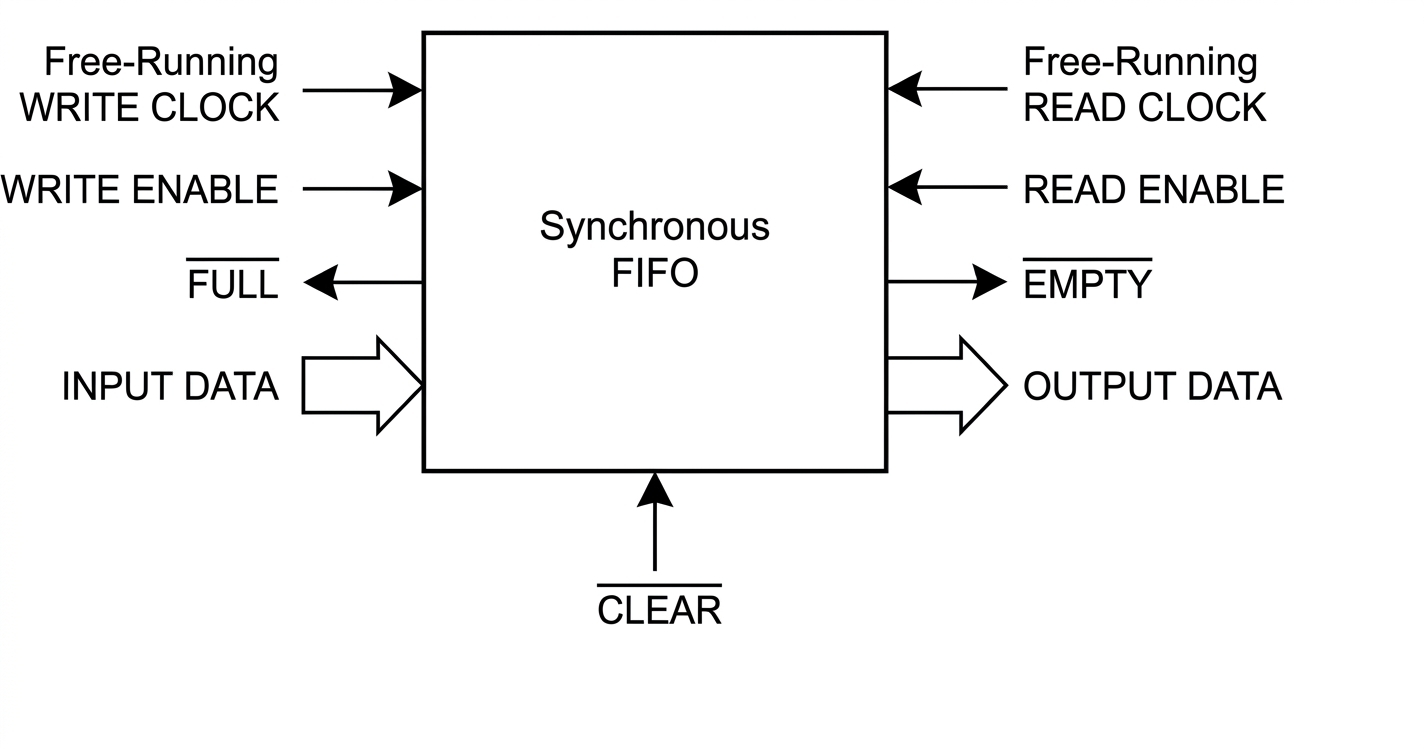 Free-Running
WRITE CLOCK
WRITE ENABLE
FULL
INPUT DATA
Synchronous
FIFO
Free-Running
READ CLOCK
READ ENABLE
EMPTY
OUTPUT DATA
CLEAR